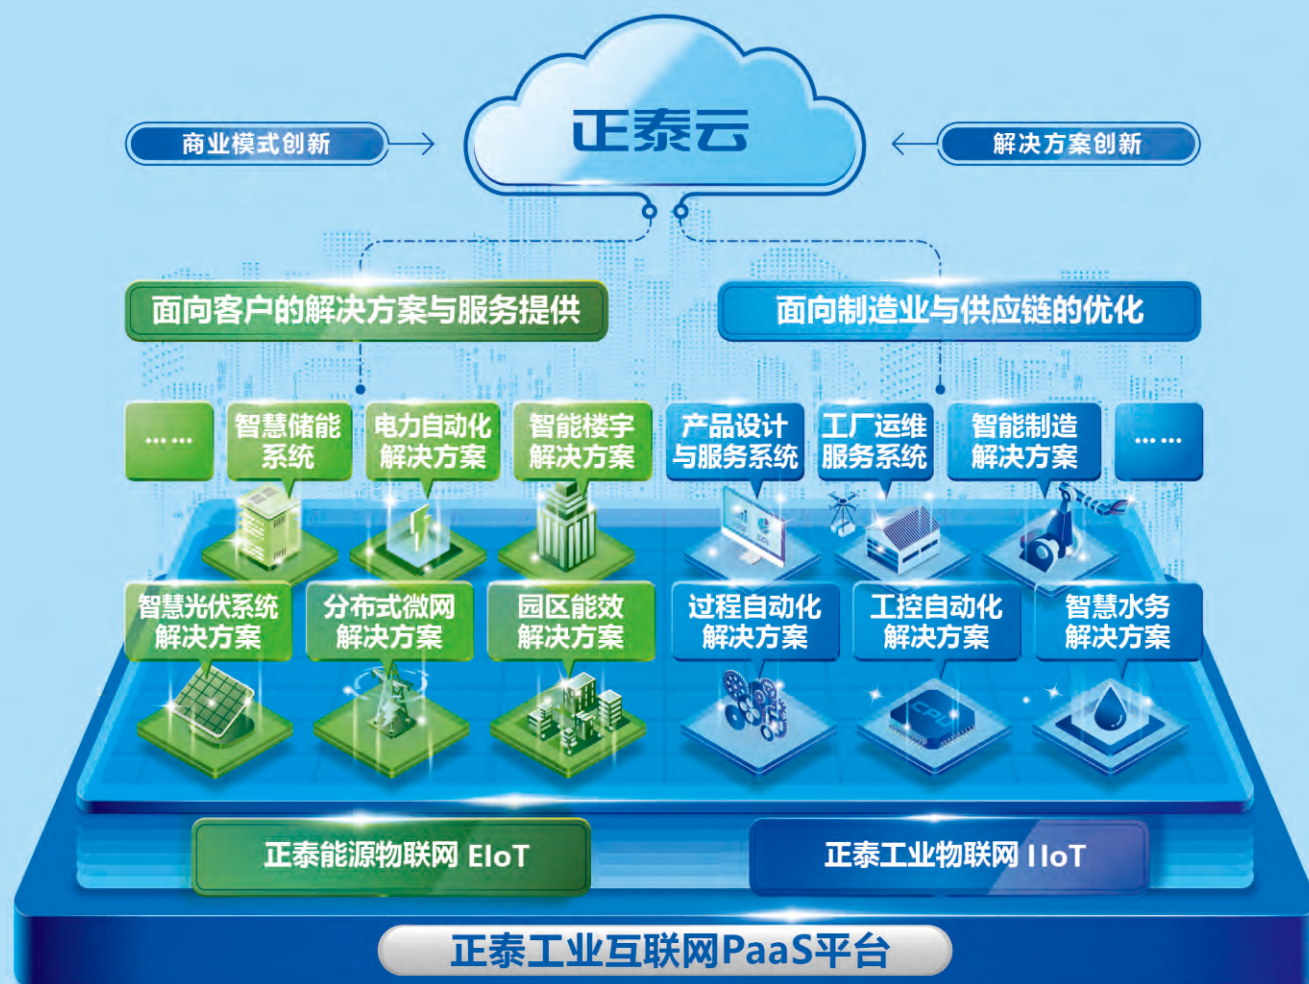 正泰云
商业模式创新
解决方案创新
面向客户的解决方案与服务提供
面向制造业与供应链的优化
……
智慧储能
系统
电力自动化
解决方案
智能楼宇
解决方案
产品设计
与服务系统
工厂运维
服务系统
智能制造
解决方案
……
智慧光伏系统
解决方案
分布式微网
解决方案
园区能效
解决方案
过程自动化
解决方案
工控自动化
解决方案
智慧水务
解决方案
CPU
正泰能源物联网 EIoT
正泰工业物联网 IIoT
正泰工业互联网PaaS平台